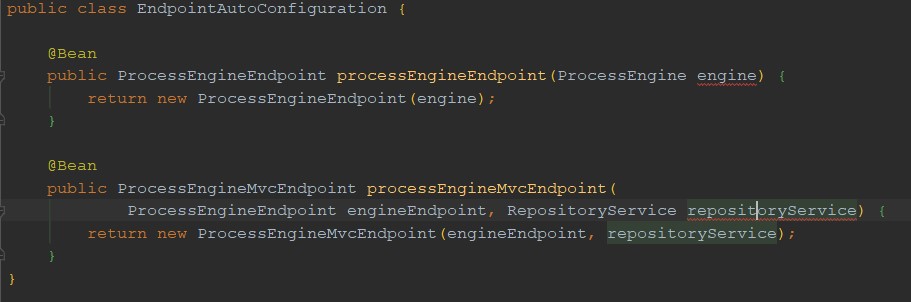 public class EndpointAutoConfiguration {
@Bean
public ProcessEngineEndpoint processEngineEndpoint(ProcessEngine engine) {
return new ProcessEngineEndpoint(engine);
}
@Bean
public ProcessEngineMvcEndpoint processEngineMvcEndpoint(
ProcessEngineEndpoint engineEndpoint, RepositoryService repositoryService) {
return new ProcessEngineMvcEndpoint(engineEndpoint, repositoryService);
}
}